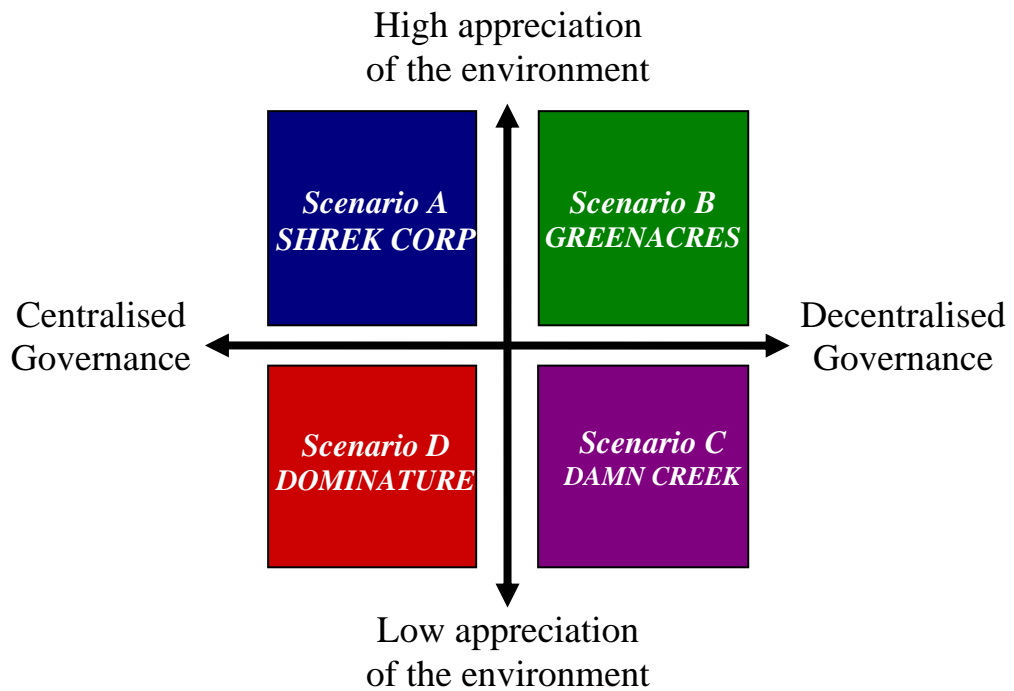 High appreciation
of the environment
Scenario A
SHREK CORP
Scenario B
GREENACRES
Centralised
Governance
Decentralised
Governance
Scenario D
DOMINATURE
Scenario C
DAMN CREEK
Low appreciation
of the environment